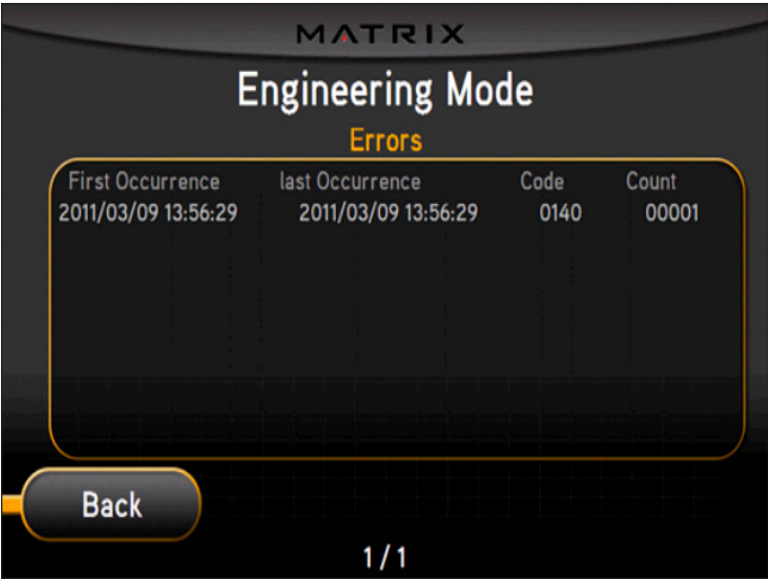 MATRIX
Engineering Mode
Errors
First Occurrence last Occurrence Code Count
2011/03/09 13:56:29 2011/03/09 13:56:29 0140 00001
Back
1 / 1